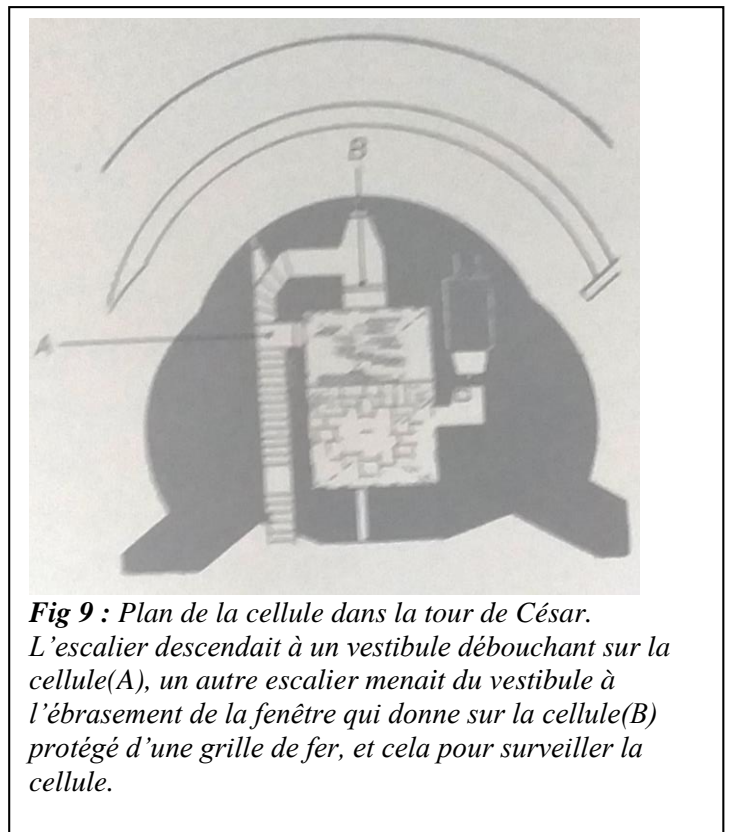 B
A
Fig 9 : Plan de la cellule dans la tour de César.
L’escalier descendait à un vestibule débouchant sur la
cellule(A), un autre escalier menait du vestibule à
l’ébrasement de la fenêtre qui donne sur la cellule(B)
protégé d’une grille de fer, et cela pour surveiller la
cellule.